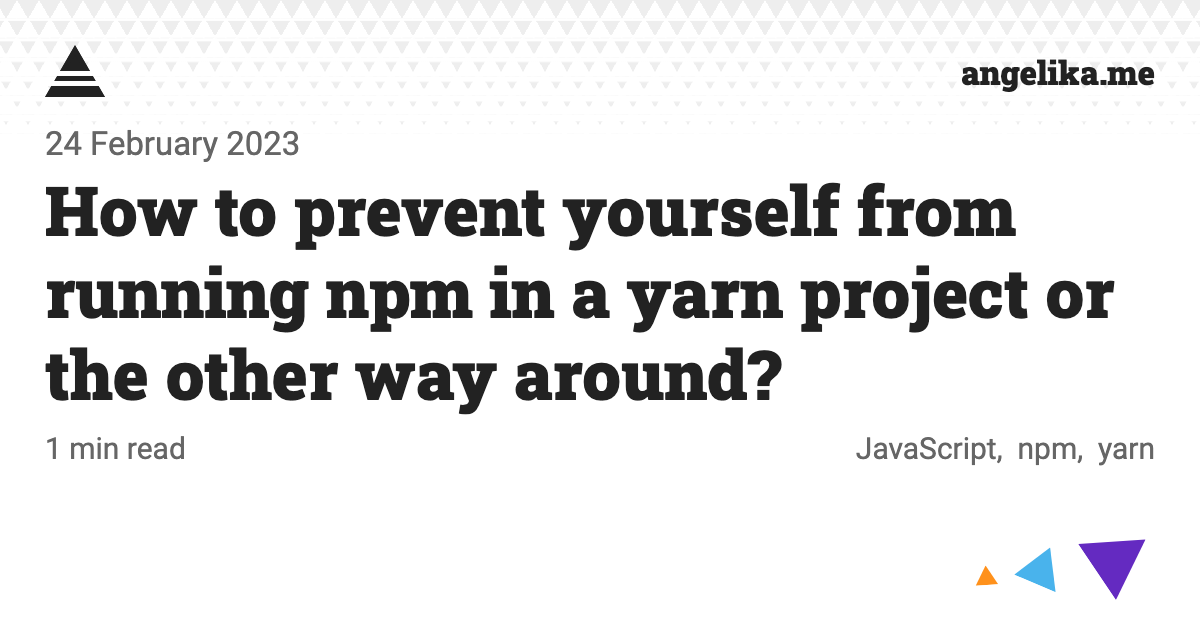 angelika.me
24 February 2023
How to prevent yourself from
running npm in a yarn project or
the other way around?
1 min read
JavaScript, npm, yarn